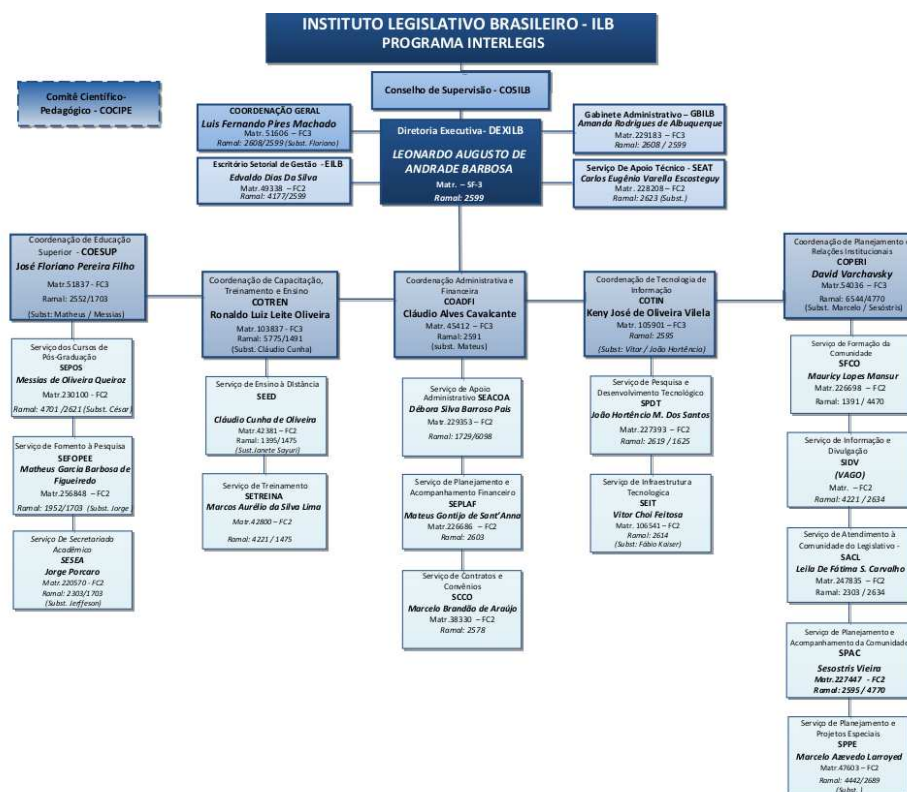 INSTITUTO LEGISLATIVO BRASILEIRO - ILB
PROGRAMA INTERLEGIS
Comitê Científico-
Pedagógico - COCIPE
Conselho de Supervisão - COSILB
COORDENAÇÃO GERAL
Luis Fernando Pires Machado
Matr. 51606 – FC3
Ramal: 2608/2599 (Subst. Floriano)
Escritório Setorial de Gestão - EILB
Edvaldo Dias Da Silva
Matr.49338 – FC2
Ramal: 4177/2599
Diretoria Executiva- DEXILB
LEONARDO AUGUSTO DE
ANDRADE BARBOSA
Matr. – SF-3
Ramal: 2599
Gabinete Administrativo – GBILB
Amanda Rodrigues de Albuquerque
Matr.229183 – FC3
Ramal: 2608 / 2599
Serviço De Apoio Técnico - SEAT
Carlos Eugênio Varella Escosteguy
Matr. 228208 – FC2
Ramal: 2623 (Subst.)
Coordenação de Educação
Superior - COESUP
José Floriano Pereira Filho
Matr.51837 - FC3
Ramal: 2552/1703
(Subst: Matheus / Messias)
Serviço dos Cursos de
Pós-Graduação
SEPOS
Messias de Oliveira Queiroz
Matr.230100 - FC2
Ramal: 4701 /2621 (Subst. César)
Serviço de Fomento à Pesquisa
SEFOPEE
Matheus Garcia Barbosa de
Figueiredo
Matr.256848 – FC2
Ramal: 1952/1703 (Subst. Jorge
Serviço De Secretariado
Acadêmico
SESEA
Jorge Porcaro
Matr.220570 - FC2
Ramal: 2303/1703
(Subst. Jerffeson)
Coordenação de Capacitação,
Treinamento e Ensino
COTREN
Ronaldo Luiz Leite Oliveira
Matr.103837 - FC3
Ramal: 5775/1491
(Subst. Cláudio Cunha)
Serviço de Ensino à Distância
SEED
Cláudio Cunha de Oliveira
Matr.42381 – FC2
Ramal: 1395/1475
(Sust.Janete Sayuri)
Serviço de Treinamento
SETREINA
Marcos Aurélio da Silva Lima
Matr.42800 – FC2
Ramal: 4221 / 1475
Coordenação Administrativa e
Financeira
COADFI
Cláudio Alves Cavalcante
Matr. 45412 – FC3
Ramal: 2591
(subst. Mateus)
Serviço de Apoio
Administrativo SEACOA
Débora Silva Barroso Pais
Matr.229353 – FC2
Ramal: 1729/6098
Serviço de Planejamento e
Acompanhamento Financeiro
SEPLAF
Mateus Gontijo de Sant'Anna
Matr.226686 – FC2
Ramal: 2603
Serviço de Contratos e
Convênios
SCCO
Marcelo Brandão de Araújo
Matr.38330 – FC2
Ramal: 2578
Coordenação de Tecnologia de
Informação
COTIN
Keny José de Oliveira Vilela
Matr. 105901 – FC3
Ramal: 2595
(Subst: Vitor / João Hortêncio)
Serviço de Pesquisa e
Desenvolvimento Tecnológico
SPDT
João Hortêncio M. Dos Santos
Matr.227393 – FC2
Ramal: 2619 / 1625
Serviço de Infraestrutura
Tecnologica
SEIT
Vitor Choi Feitosa
Matr. 106541 – FC2
Ramal: 2614
(Subst: Fábio Kaiser)
Coordenação de Planejamento e
Relações Institucionais
COPERI
David Varchavsky
Matr.54036 – FC3
Ramal: 6544/4770
(Subst. Marcelo / Sesóstris)
Serviço de Formação da
Comunidade
SFCO
Mauricy Lopes Mansur
Matr.226698 – FC2
Ramal: 1391 / 4470
Serviço de Informação e
Divulgação
SIDV
(VAGO)
Matr. – FC2
Ramal: 4221 / 2634
Serviço de Atendimento à
Comunidade do Legislativo -
SACL
Leila De Fátima S. Carvalho
Matr.247835 – FC2
Ramal: 2303 / 2634
Serviço de Planejamento e
Acompanhamento da Comunidade
SPAC
Sesostris Vieira
Matr.227447 - FC2
Ramal: 2595 / 4770
Serviço de Planejamento e
Projetos Especiais
SPPE
Marcelo Azevedo Larroyed
Matr.47603 – FC2
Ramal: 4442/2689
(Subst. )